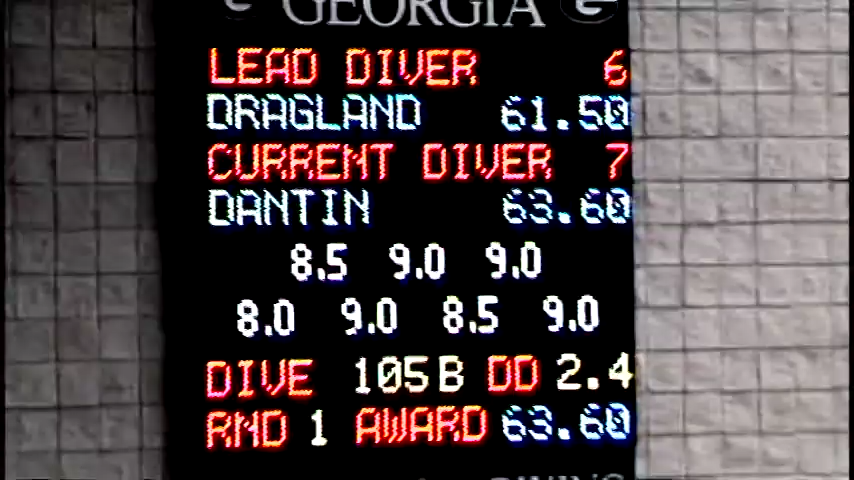 GEORGIA
LEAD DIVER 6
DRAGLAND 61.50
CURRENT DIVER 7
DANTIN 63.60
8.5 9.0 9.0
8.0 9.0 8.5 9.0
DIVE 105B DD 2.4
RND 1 AWARD 63.60